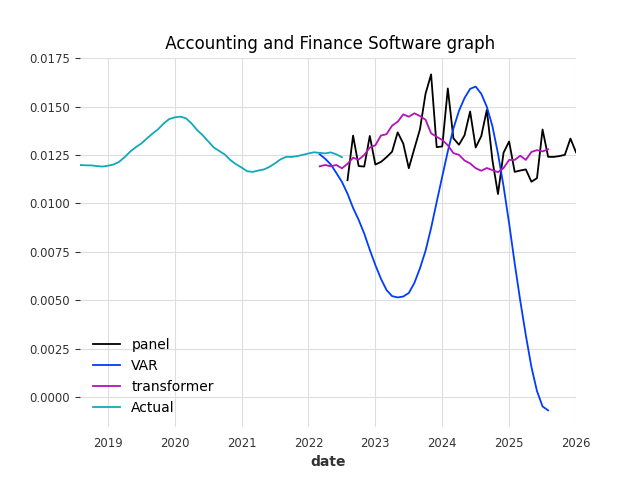 Accounting and Finance Software graph
0.0175
0.0150
0.0125
0.0100
0.0075
0.0050
0.0025
0.0000
panel
VAR
transformer
Actual
2019 2020 2021 2022 2023 2024 2025 2026
date